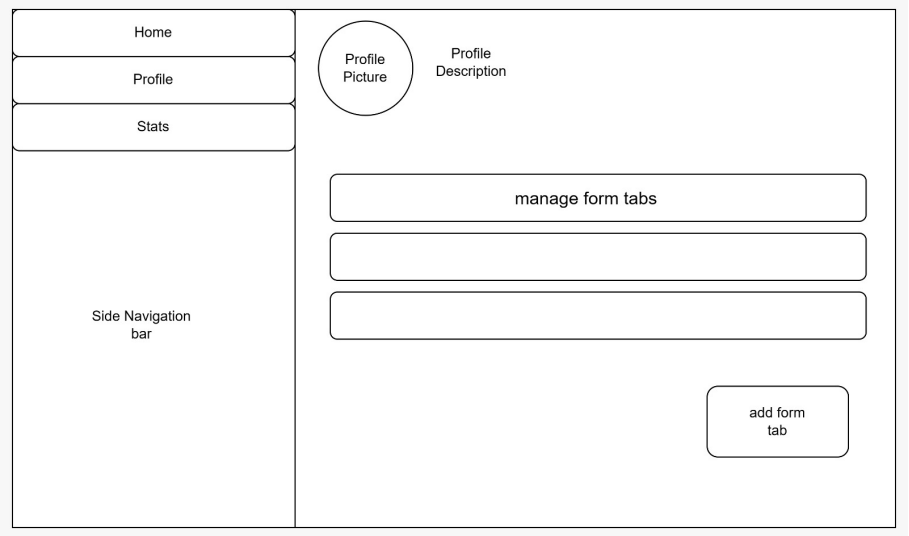 Home
Profile
Stats
Side Navigation
bar
Profile
Picture
Profile
Description
manage form tabs
add form
tab